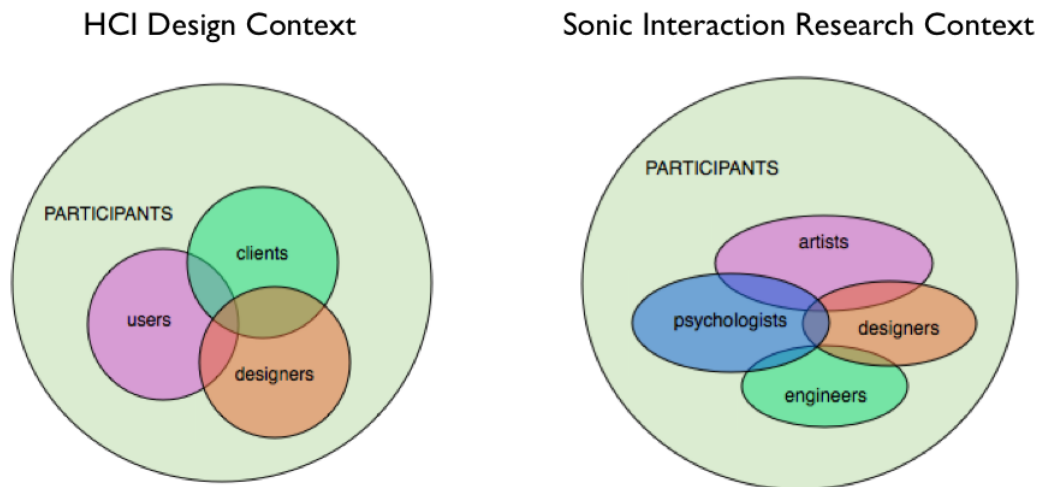 HCI Design Context
PARTICIPANTS
clients
users
designers
Sonic Interaction Research Context
PARTICIPANTS
artists
psychologists
designers
engineers